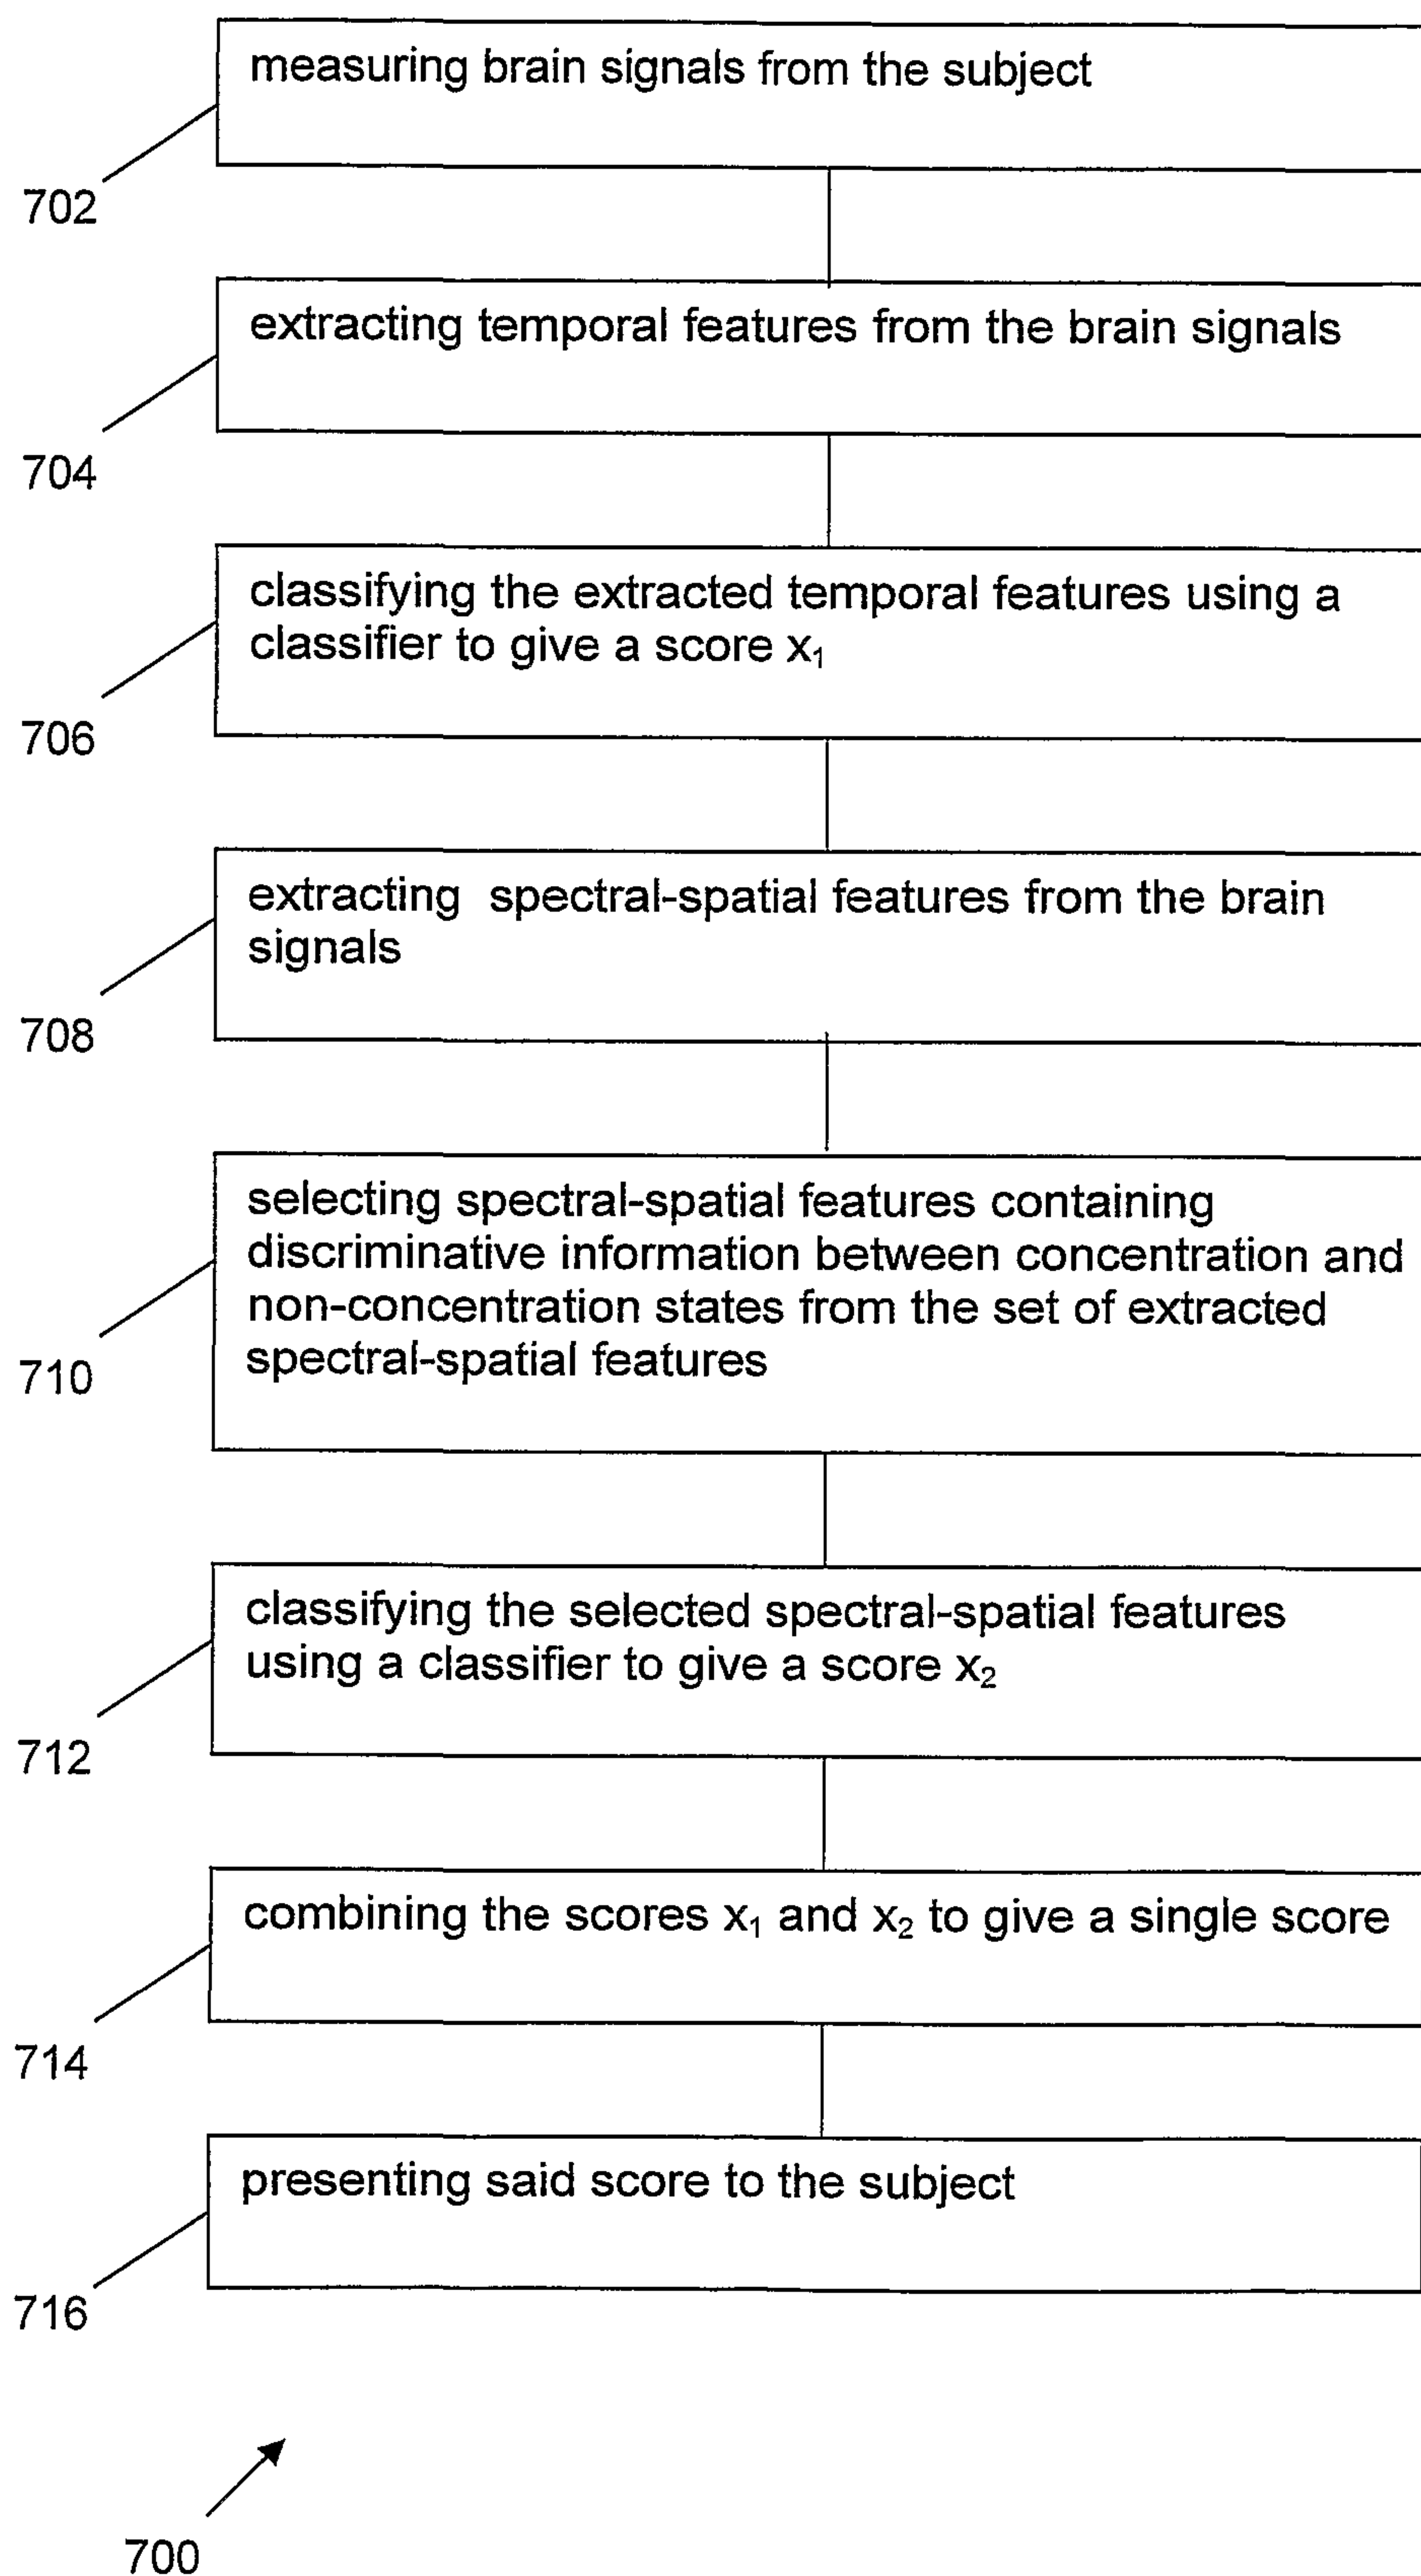 measuring brain signals from the subject
702
extracting temporal features from the brain signals
704
classifying the extracted temporal features using a
classifier to give a score x₁
706
extracting spectral-spatial features from the brain
signals
708
selecting spectral-spatial features containing
discriminative information between concentration and
non-concentration states from the set of extracted
spectral-spatial features
710
classifying the selected spectral-spatial features
using a classifier to give a score x₂
712
combining the scores x₁ and x₂ to give a single score
714
presenting said score to the subject
716
700